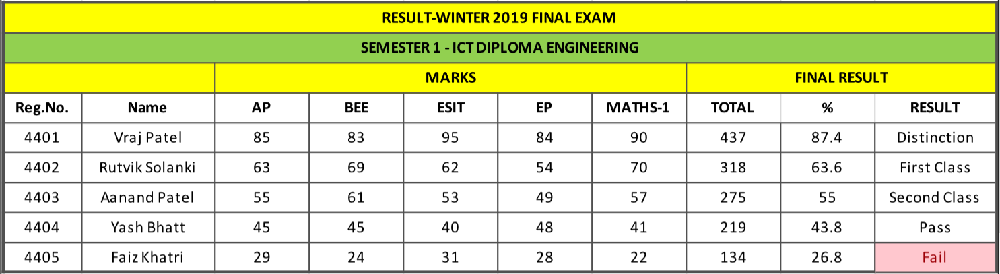 RESULT-WINTER 2019 FINAL EXAM
SEMESTER 1 - ICT DIPLOMA ENGINEERING
MARKS FINAL RESULT
Reg.No. Name AP BEE ESIT EP MATHS-1 TOTAL % RESULT
4401 Vraj Patel 85 83 95 84 90 437 87.4 Distinction
4402 Rutvik Solanki 63 69 62 54 70 318 63.6 First Class
4403 Aanand Patel 55 61 53 49 57 275 55 Second Class
4404 Yash Bhatt 45 45 40 48 41 219 43.8 Pass
4405 Faiz Khatri 29 24 31 28 22 134 26.8 Fail